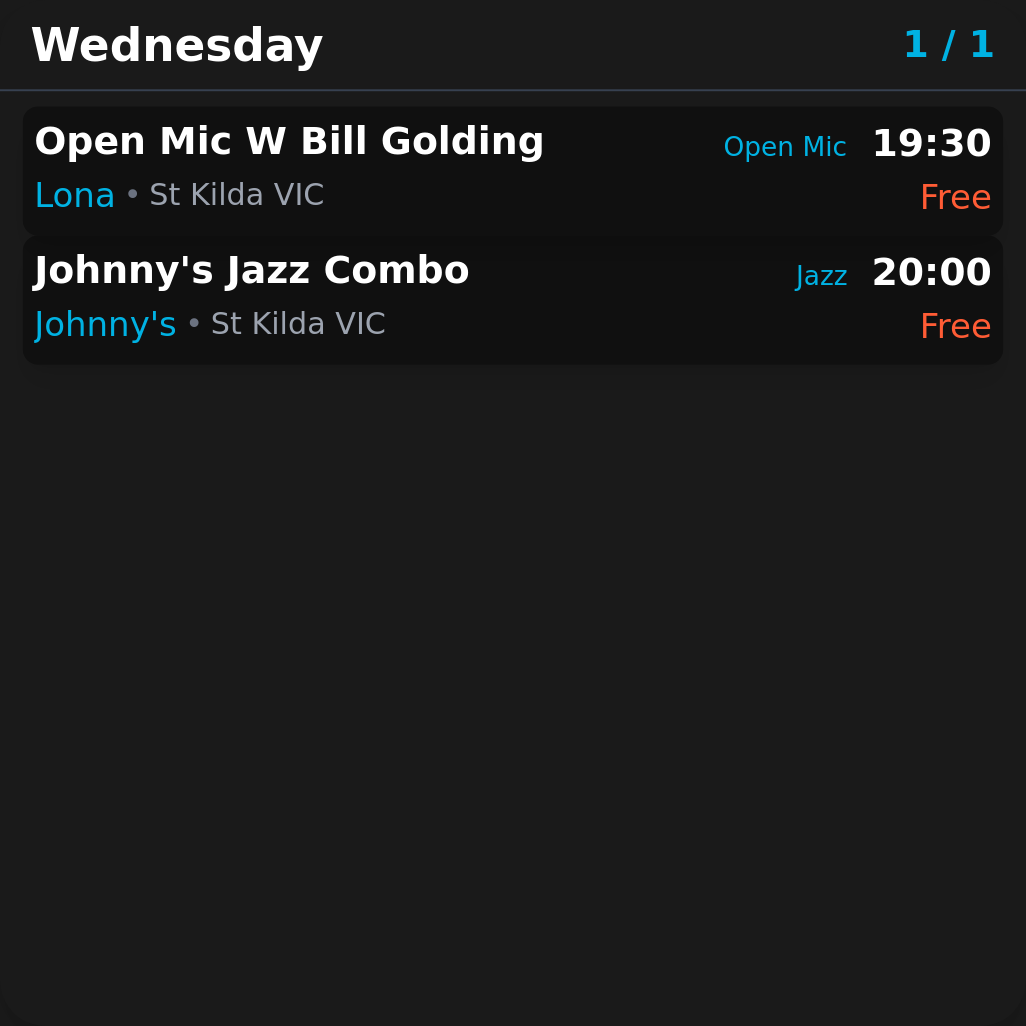 Wednesday 1 / 1
Open Mic W Bill Golding Open Mic 19:30
Lona • St Kilda VIC Free
Johnny's Jazz Combo Jazz 20:00
Johnny's • St Kilda VIC Free